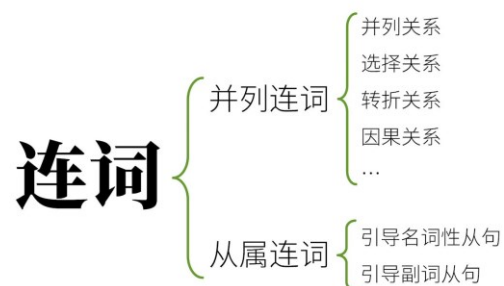 连词
并列连词
并列关系
选择关系
转折关系
因果关系
…
从属连词
引导名词性从句
引导副词从句